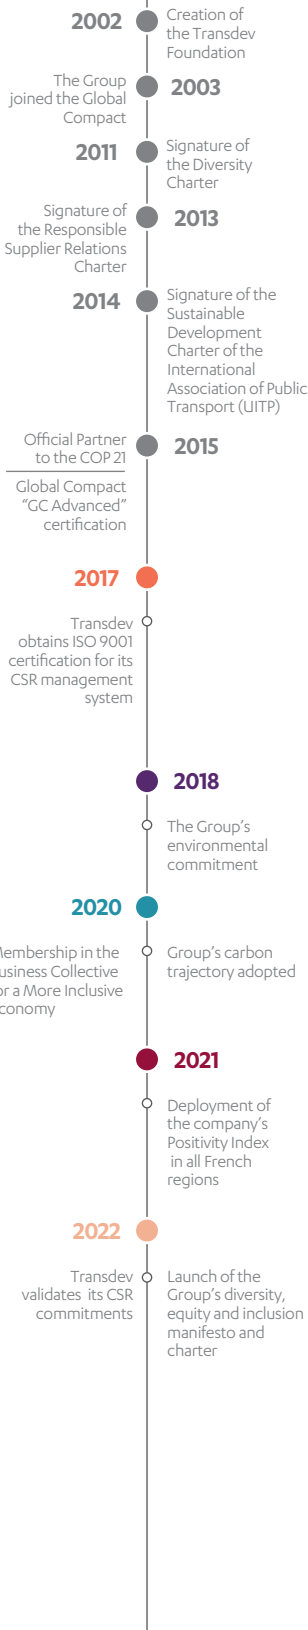 2002
Creation of
the Transdev
Foundation
The Group
joined the Global
Compact
2003
2011
Signature of
the Diversity
Charter
Signature of
the Responsible
Supplier Relations
Charter
2013
2014
Signature of the
Sustainable
Development
Charter of the
International
Association of Public
Transport (UITP)
Official Partner
to the COP 21
Global Compact
“GC Advanced”
certification
2015
2017
Transdev
obtains ISO 9001
certification for its
CSR management
system
2018
The Group’s
environmental
commitment
2020
Membership in the
Business Collective
for a More Inclusive
Economy
Group’s carbon
trajectory adopted
2021
Deployment of
the company’s
Positivity Index
in all French
regions
2022
Transdev
validates its CSR
commitments
Launch of the
Group’s diversity,
equity and inclusion
manifesto and
charter